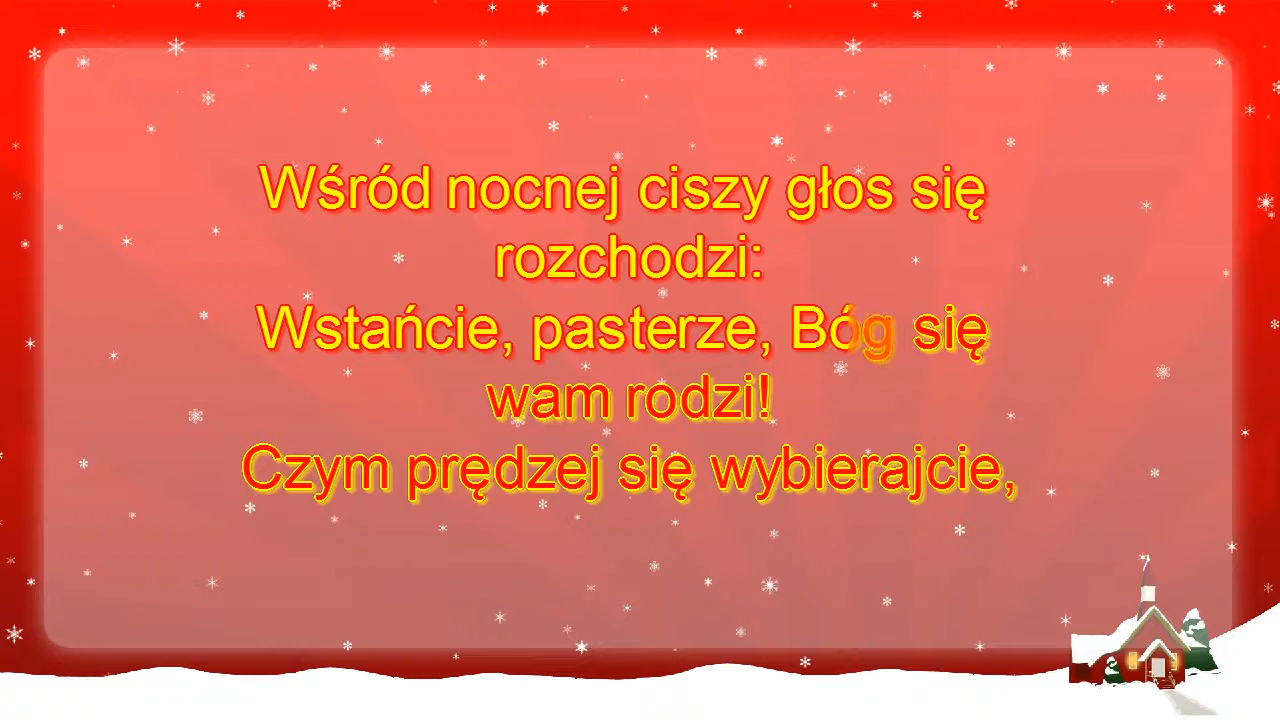 Wśród nocnej ciszy głos się
rozchodzi:
Wstańcie, pasterze, Bóg się
wam rodzi!
Czym prędzej się wybierajcie,